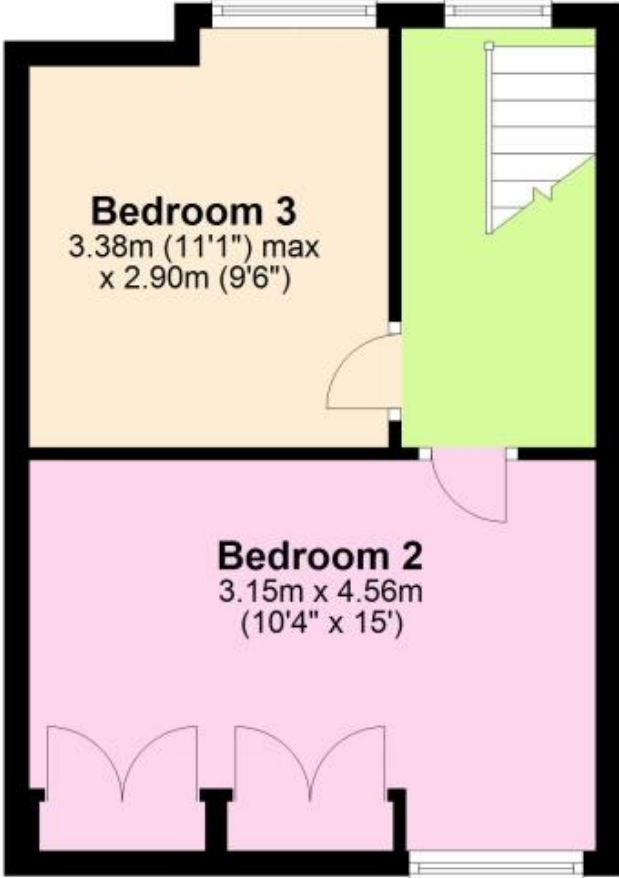 Bedroom 3
3.38m (11'1") max
x 2.90m (9'6")
Bedroom 2
3.15m x 4.56m
(10'4" x 15')